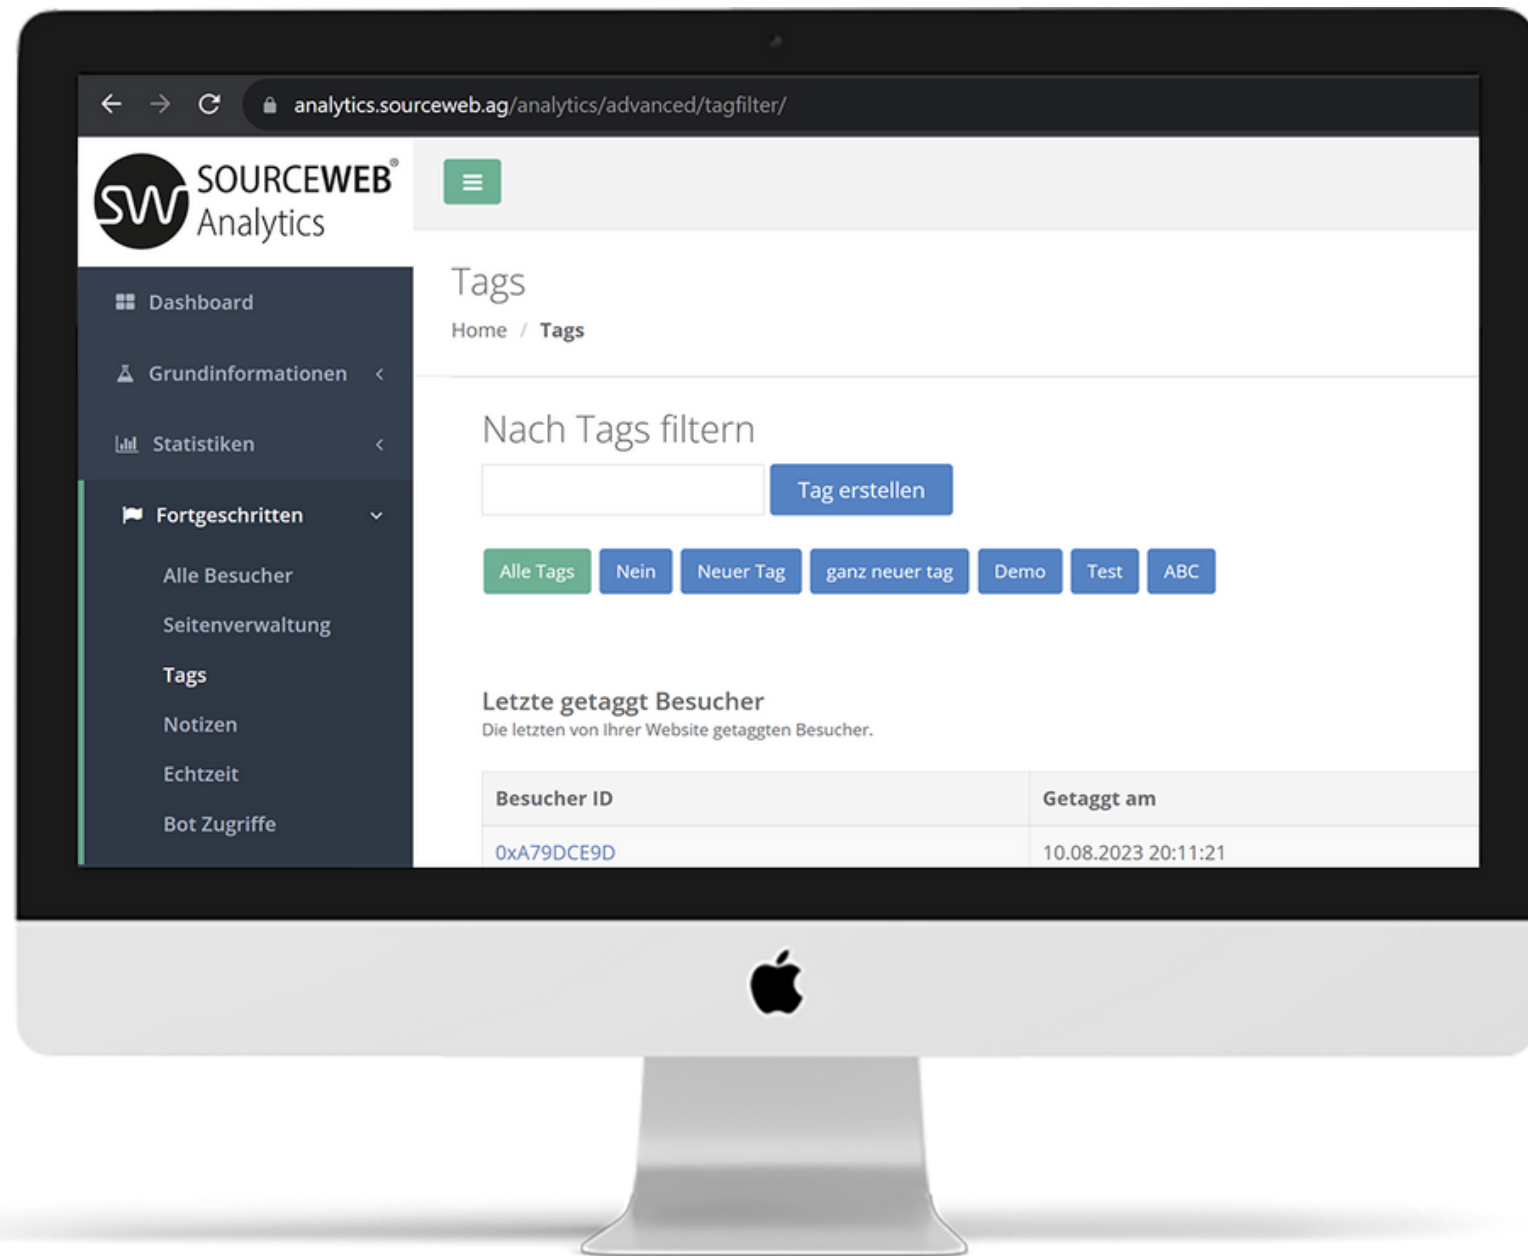 analytics.sourceweb.ag/analytics/advanced/tagfilter/
SW
SOURCEWEB®
Analytics
Dashboard
Grundinformationen
Statistiken
Fortgeschritten
Alle Besucher
Seitenverwaltung
Tags
Notizen
Echtzeit
Bot Zugriffe
Tags
Home / Tags
Nach Tags filtern
Tag erstellen
Alle Tags Nein Neuer Tag ganz neuer tag Demo Test ABC
Letzte getaggt Besucher
Die letzten von Ihrer Website getaggten Besucher.
Besucher ID Getaggt am
0xA79DCE9D 10.08.2023 20:11:21